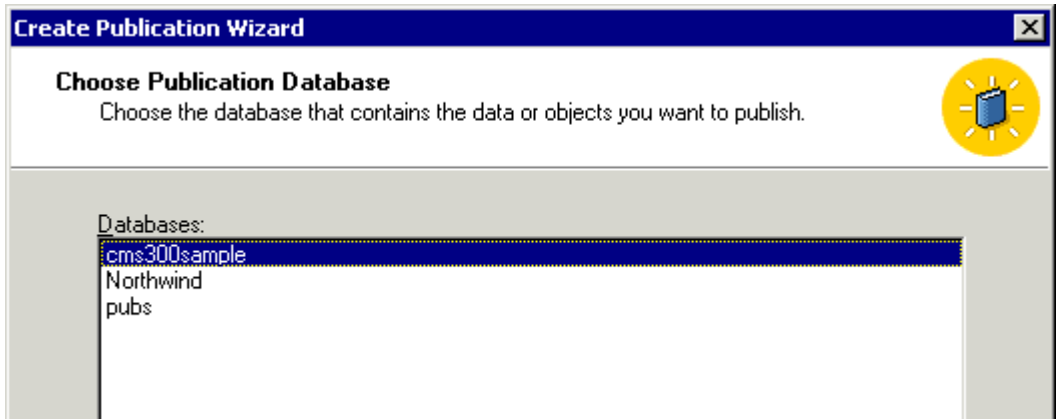 Create Publication Wizard
Choose Publication Database
Choose the database that contains the data or objects you want to publish.
Databases:
cms300sample
Northwind
pubs